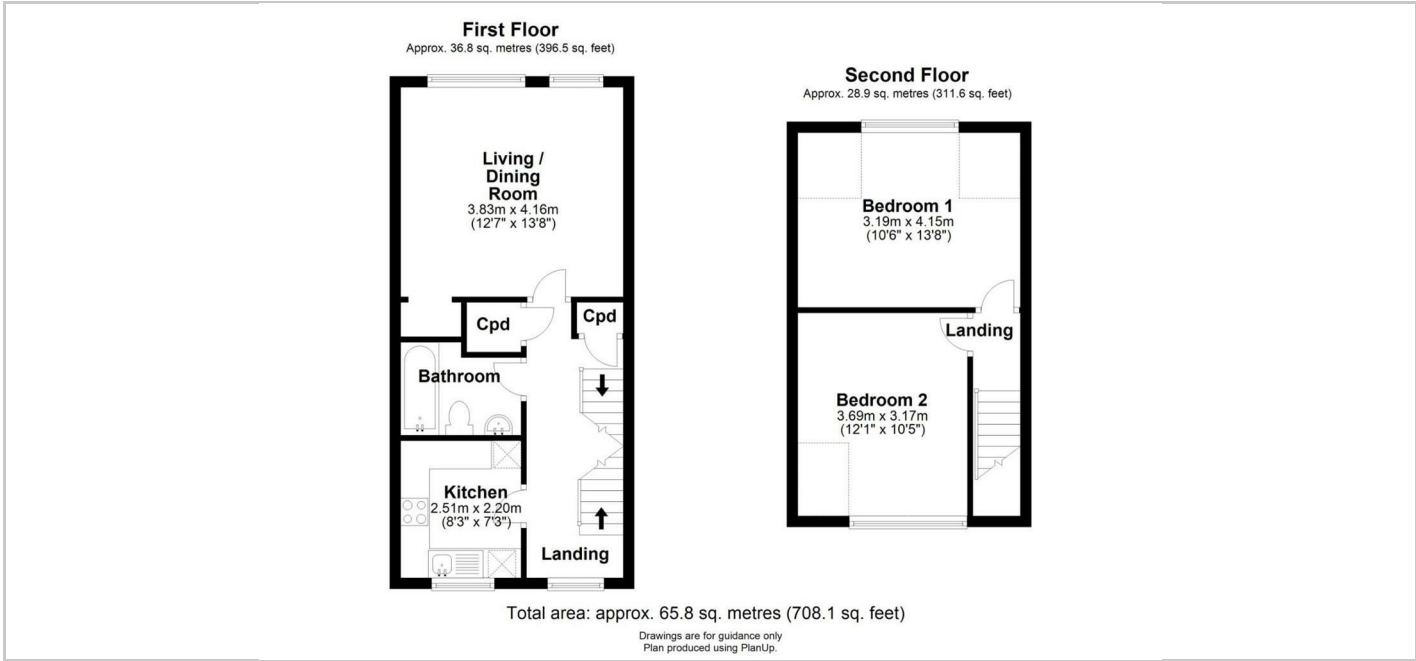 First Floor
Approx. 36.8 sq. metres (396.5 sq. feet)
Living /
Dining
Room
3.83m x 4.16m
(12'7" x 13'8")
Cpd
Cpd
Bathroom
Kitchen
2.51m x 2.20m
(8'3" x 7'3")
Landing
Second Floor
Approx. 28.9 sq. metres (311.6 sq. feet)
Bedroom 1
3.19m x 4.15m
(10'6" x 13'8")
Landing
Bedroom 2
3.69m x 3.17m
(12'1" x 10'5")
Total area: approx. 65.8 sq. metres (708.1 sq. feet)
Drawings are for guidance only
Plan produced using PlanUp.